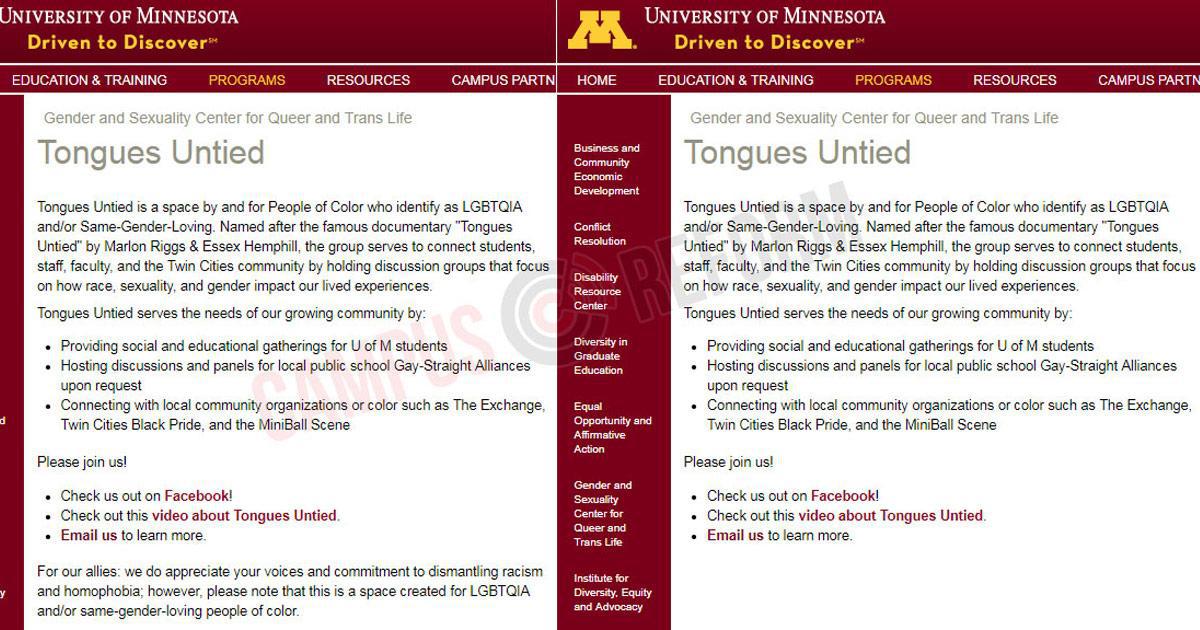 UNIVERSITY OF MINNESOTA
Driven to Discover℠
EDUCATION & TRAINING PROGRAMS RESOURCES CAMPUS PARTN
Gender and Sexuality Center for Queer and Trans Life
Tongues Untied
Tongues Untied is a space by and for People of Color who identify as LGBTQIA
and/or Same-Gender-Loving. Named after the famous documentary "Tongues
Untied" by Marlon Riggs & Essex Hemphill, the group serves to connect students,
staff, faculty, and the Twin Cities community by holding discussion groups that focus
on how race, sexuality, and gender impact our lived experiences.
Tongues Untied serves the needs of our growing community by:
• Providing social and educational gatherings for U of M students
• Hosting discussions and panels for local public school Gay-Straight Alliances
upon request
• Connecting with local community organizations or color such as The Exchange,
Twin Cities Black Pride, and the MiniBall Scene
Please join us!
• Check us out on Facebook!
• Check out this video about Tongues Untied.
• Email us to learn more.
For our allies: we do appreciate your voices and commitment to dismantling racism
and homophobia; however, please note that this is a space created for LGBTQIA
and/or same-gender-loving people of color.
d
y
M
UNIVERSITY OF MINNESOTA
Driven to Discover℠
HOME EDUCATION & TRAINING PROGRAMS RESOURCES CAMPUS PARTN
Business and
Community
Economic
Development
Conflict
Resolution
Disability
Resource
Center
Diversity in
Graduate
Education
Equal
Opportunity and
Affirmative
Action
Gender and
Sexuality
Center for
Queer and
Trans Life
Institute for
Diversity, Equity
and Advocacy
Gender and Sexuality Center for Queer and Trans Life
Tongues Untied
Tongues Untied is a space by and for People of Color who identify as LGBTQIA
and/or Same-Gender-Loving. Named after the famous documentary "Tongues
Untied" by Marlon Riggs & Essex Hemphill, the group serves to connect students,
staff, faculty, and the Twin Cities community by holding discussion groups that focus
on how race, sexuality, and gender impact our lived experiences.
Tongues Untied serves the needs of our growing community by:
• Providing social and educational gatherings for U of M students
• Hosting discussions and panels for local public school Gay-Straight Alliances
upon request
• Connecting with local community organizations or color such as The Exchange,
Twin Cities Black Pride, and the MiniBall Scene
Please join us!
• Check us out on Facebook!
• Check out this video about Tongues Untied.
• Email us to learn more.
CAMPUS REFORM